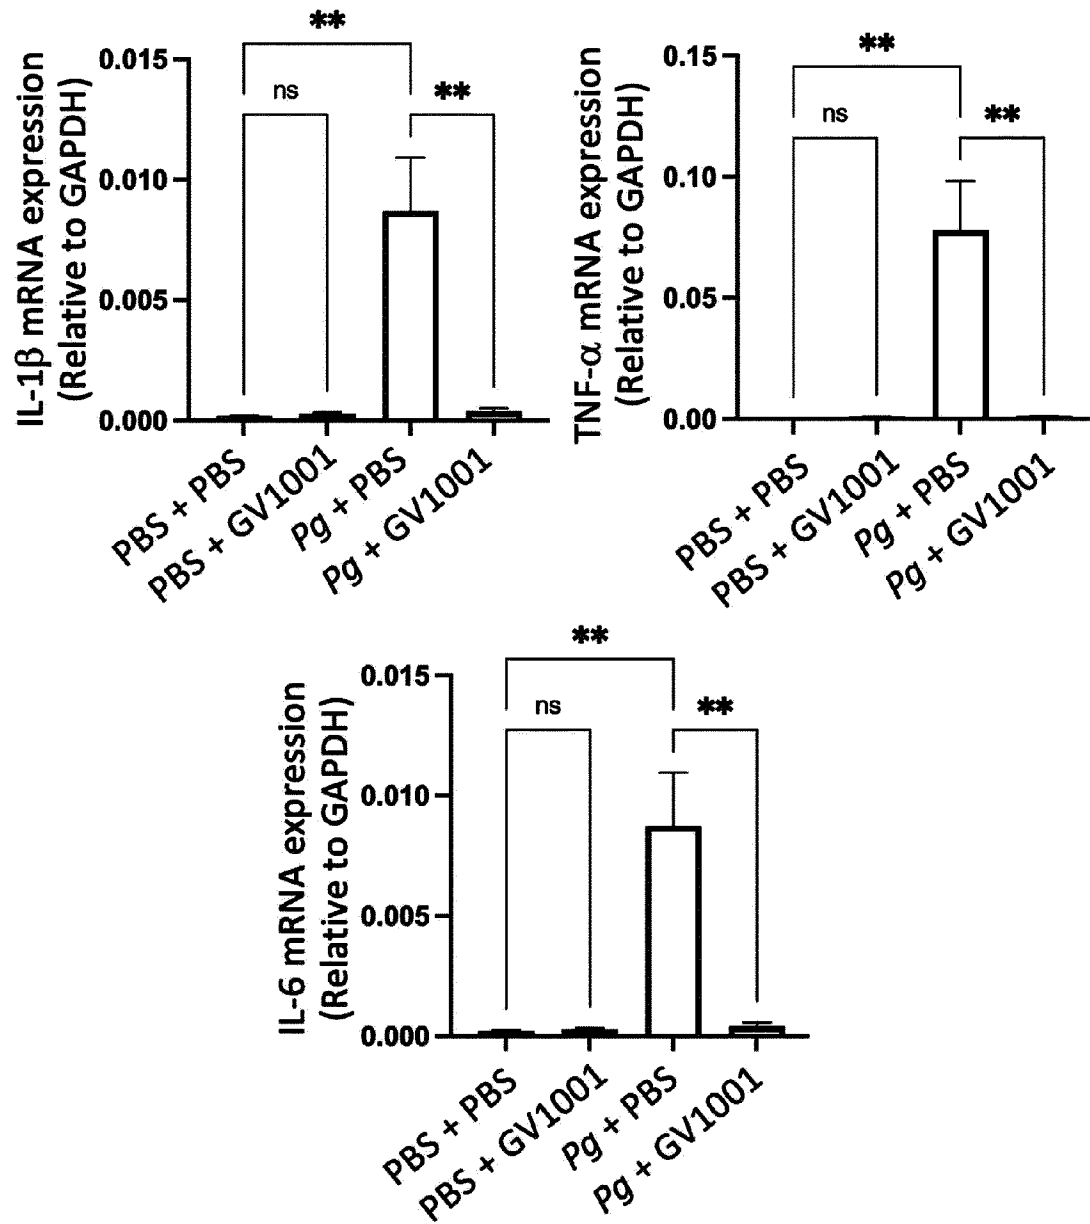 IL-1β mRNA expression
(Relative to GAPDH)
0.015
0.010
0.005
0.000
**
ns
**
PBS + PBS
PBS + GV1001
Pg + PBS
Pg + GV1001
TNF-α mRNA expression
(Relative to GAPDH)
0.15
0.10
0.05
0.00
**
ns
**
PBS + PBS
PBS + GV1001
Pg + PBS
Pg + GV1001
IL-6 mRNA expression
(Relative to GAPDH)
0.015
0.010
0.005
0.000
**
ns
**
PBS + PBS
PBS + GV1001
Pg + PBS
Pg + GV1001